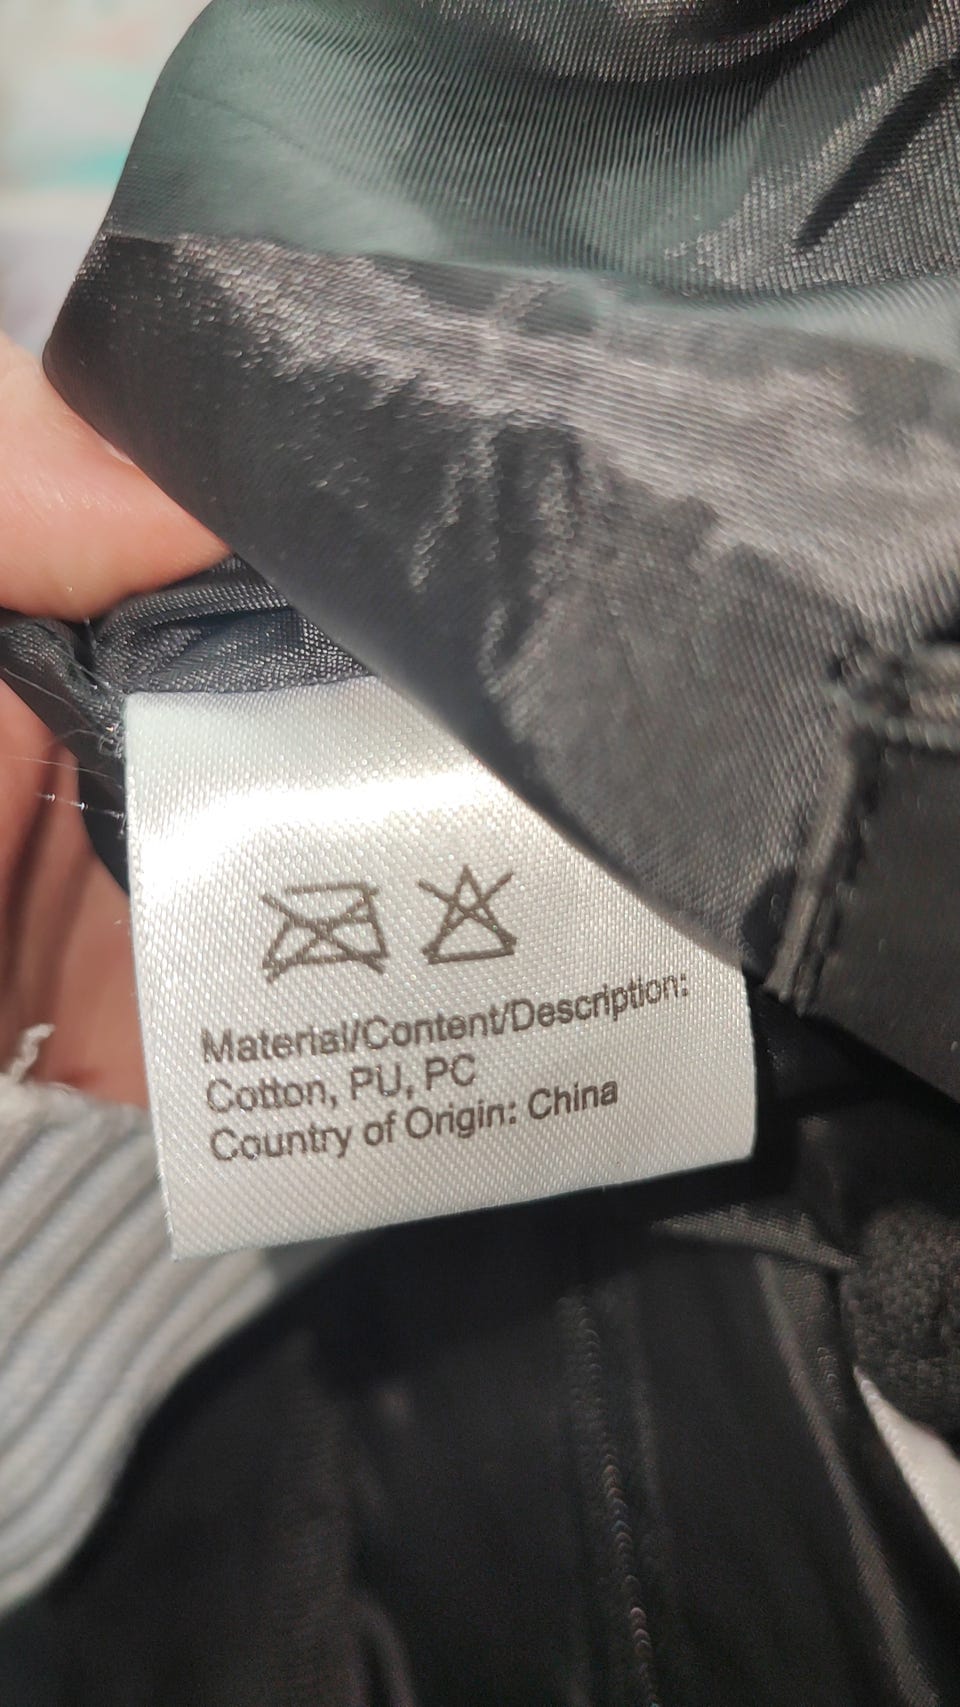 Material/Content/Description:
Cotton, PU, PC
Country of Origin: China